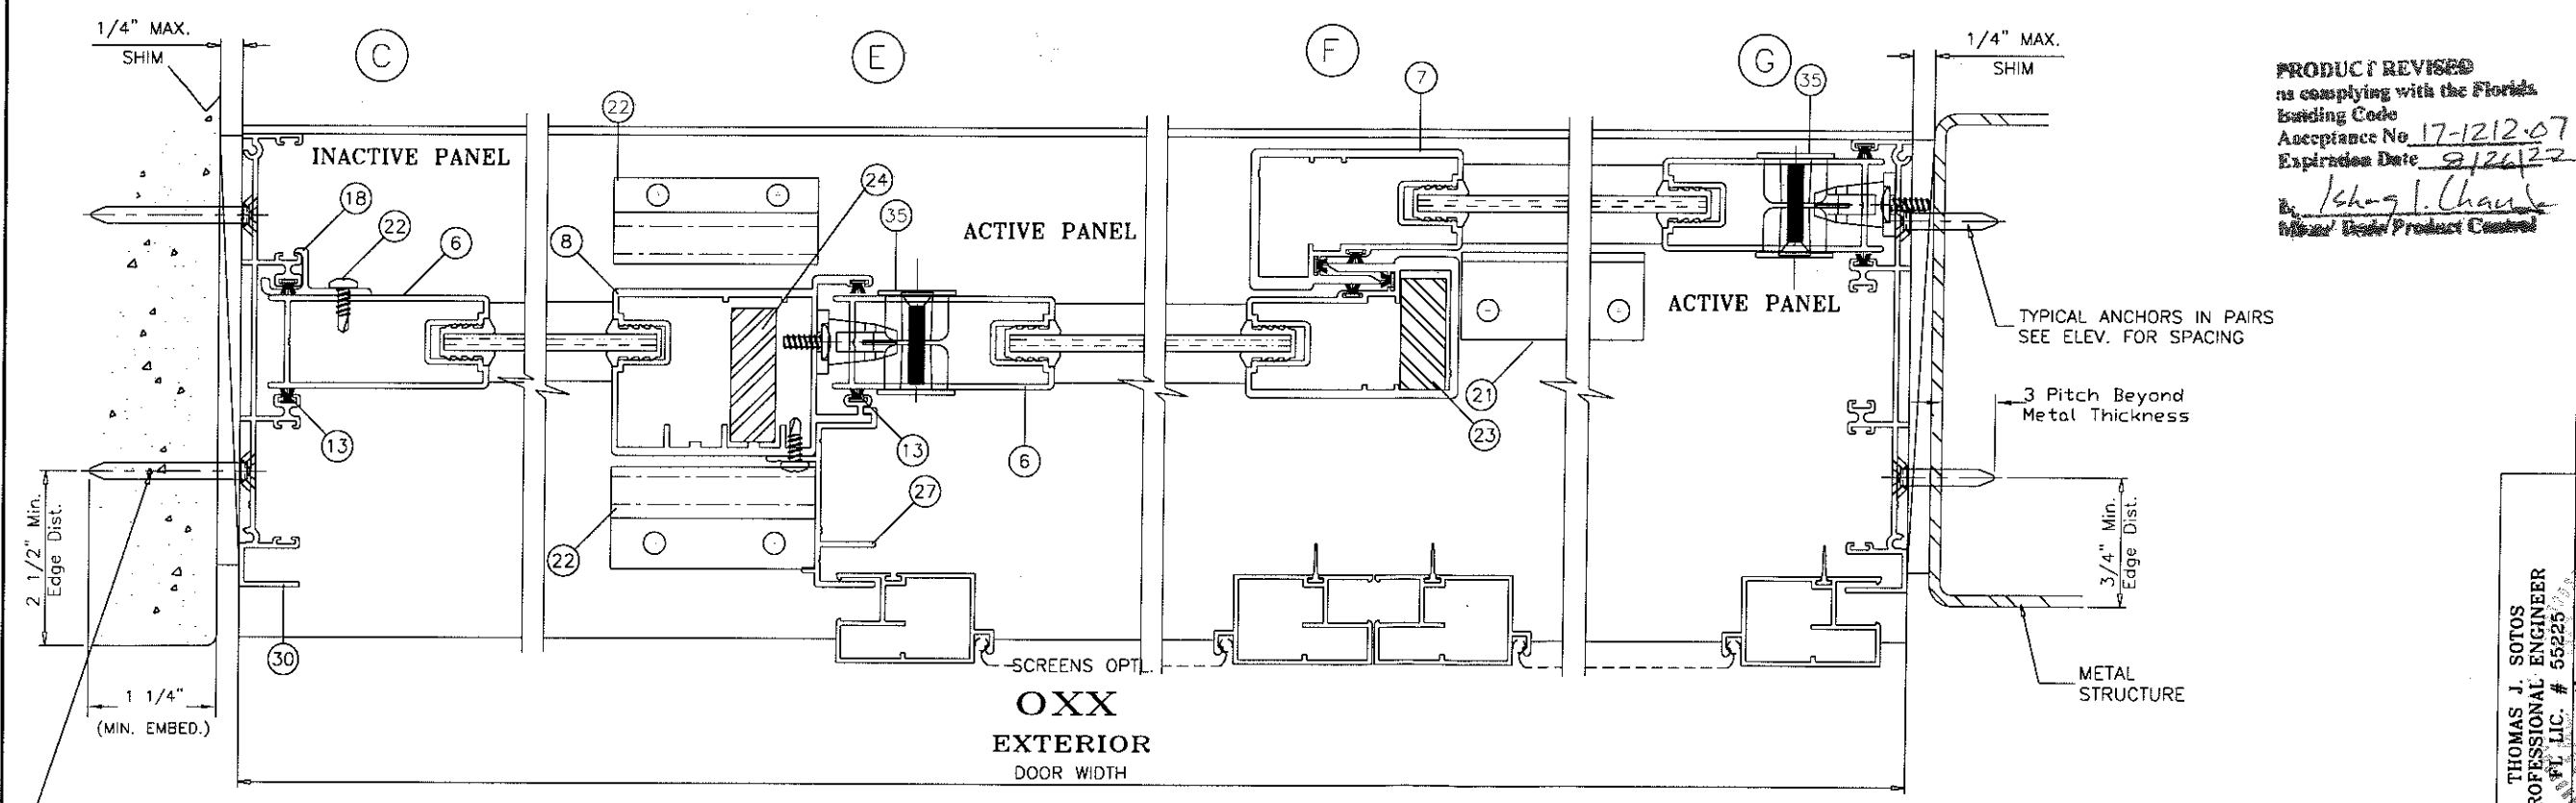 1/4" MAX.
SHIM
C
E
F
G
1/4" MAX.
SHIM
PRODUCT REVISED
as complying with the Florida
Building Code
Acceptance No 17-1212.07
Expiration Date 8/26/22
By
Miami Dade Product Control
22
7
35
INACTIVE PANEL
18
22
6
8
24
35
ACTIVE PANEL
ACTIVE PANEL
TYPICAL ANCHORS IN PAIRS
SEE ELEV. FOR SPACING
3 Pitch Beyond
Metal Thickness
13
13
6
21
23
2 1/2" Min.
Edge Dist.
22
27
3/4" Min.
Edge Dist.
30
1 1/4"
(MIN. EMBED.)
SCREENS OPTL.
OXX
EXTERIOR
DOOR WIDTH
METAL
STRUCTURE
THOMAS J. SOTOS
ROFESSIONAL ENGINEER
FL LIC. # 55225